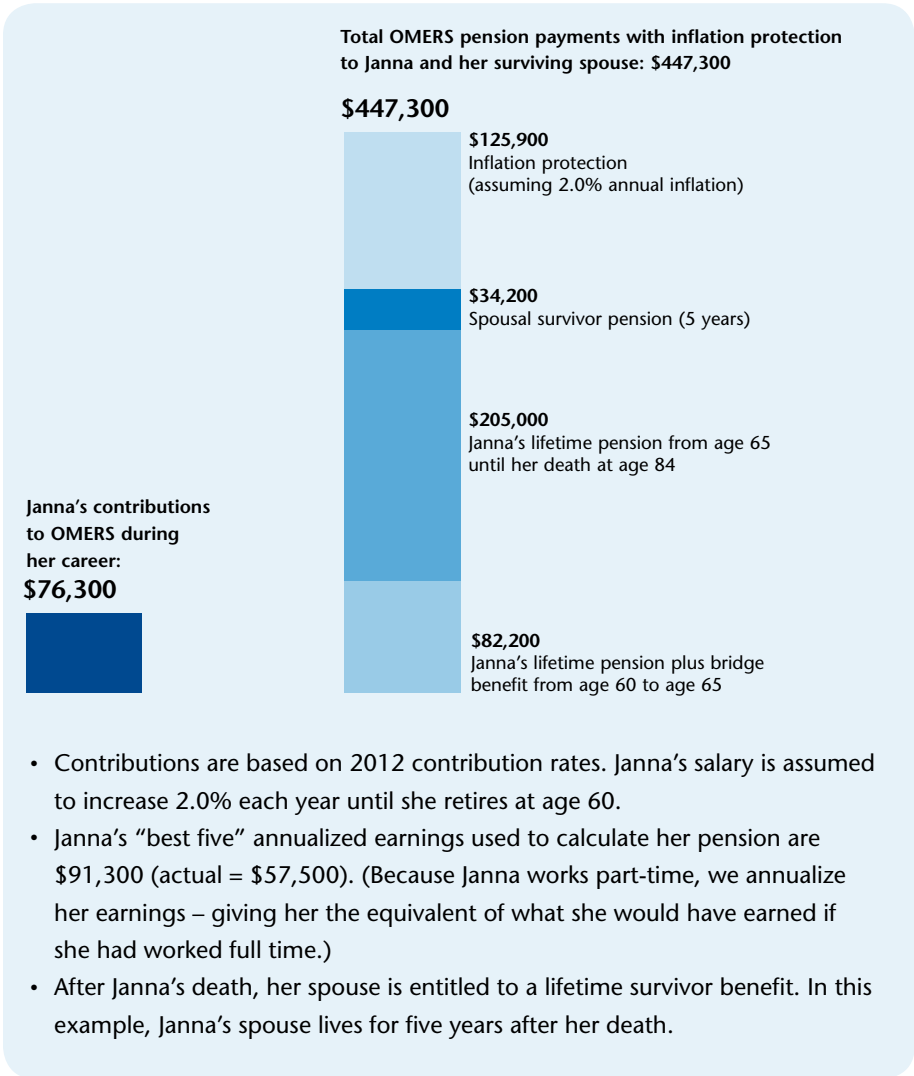 Total OMERS pension payments with inflation protection
to Janna and her surviving spouse: $447,300
$447,300
$125,900
Inflation protection
(assuming 2.0% annual inflation)
$34,200
Spousal survivor pension (5 years)
$205,000
Janna’s lifetime pension from age 65
until her death at age 84
Janna’s contributions
to OMERS during
her career:
$76,300
$82,200
Janna’s lifetime pension plus bridge
benefit from age 60 to age 65
• Contributions are based on 2012 contribution rates. Janna’s salary is assumed
to increase 2.0% each year until she retires at age 60.
• Janna’s “best five” annualized earnings used to calculate her pension are
$91,300 (actual = $57,500). (Because Janna works part-time, we annualize
her earnings – giving her the equivalent of what she would have earned if
she had worked full time.)
• After Janna’s death, her spouse is entitled to a lifetime survivor benefit. In this
example, Janna’s spouse lives for five years after her death.